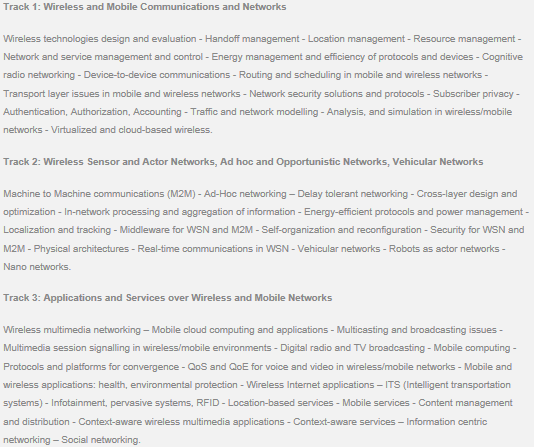 Track 1: Wireless and Mobile Communications and Networks
Wireless technologies design and evaluation - Handoff management - Location management - Resource management -
Network and service management and control - Energy management and efficiency of protocols and devices - Cognitive
radio networking - Device-to-device communications - Routing and scheduling in mobile and wireless networks -
Transport layer issues in mobile and wireless networks - Network security solutions and protocols - Subscriber privacy -
Authentication, Authorization, Accounting - Traffic and network modelling - Analysis, and simulation in wireless/mobile
networks - Virtualized and cloud-based wireless.
Track 2: Wireless Sensor and Actor Networks, Ad hoc and Opportunistic Networks, Vehicular Networks
Machine to Machine communications (M2M) - Ad-Hoc networking – Delay tolerant networking - Cross-layer design and
optimization - In-network processing and aggregation of information - Energy-efficient protocols and power management -
Localization and tracking - Middleware for WSN and M2M - Self-organization and reconfiguration - Security for WSN and
M2M - Physical architectures - Real-time communications in WSN - Vehicular networks - Robots as actor networks -
Nano networks.
Track 3: Applications and Services over Wireless and Mobile Networks
Wireless multimedia networking – Mobile cloud computing and applications - Multicasting and broadcasting issues -
Multimedia session signalling in wireless/mobile environments - Digital radio and TV broadcasting - Mobile computing -
Protocols and platforms for convergence - QoS and QoE for voice and video in wireless/mobile networks - Mobile and
wireless applications: health, environmental protection - Wireless Internet applications – ITS (Intelligent transportation
systems) - Infotainment, pervasive systems, RFID - Location-based services - Mobile services - Content management
and distribution - Context-aware wireless multimedia applications - Context-aware services – Information centric
networking – Social networking.